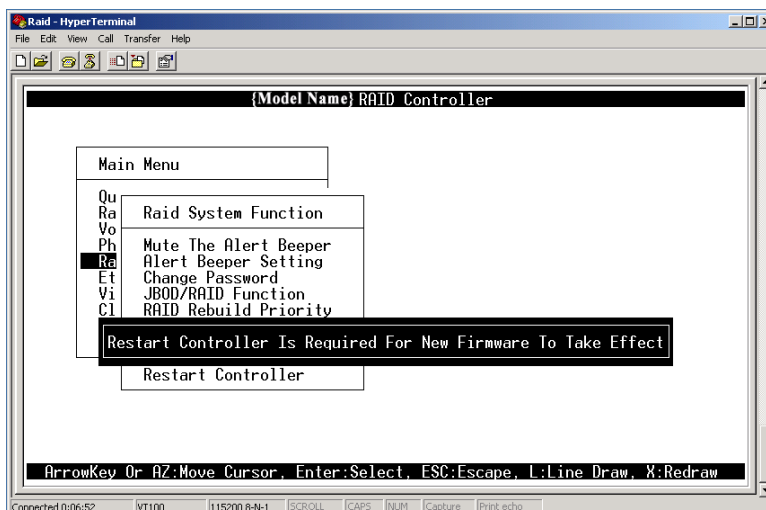 Raid - HyperTerminal
File Edit View Call Transfer Help
{Model Name} RAID Controller
Main Menu
Qu
Ra
Vo
Ph
Ra
Et
Vi
Cl
Raid System Function
Mute The Alert Beeper
Alert Beeper Setting
Change Password
JBOD/RAID Function
RAID Rebuild Priority
Restart Controller Is Required For New Firmware To Take Effect
Restart Controller
ArrowKey Or AZ:Move Cursor, Enter:Select, ESC:Escape, L:Line Draw, X:Redraw
Connected 0:06:52 VT100 115200 8-N-1 SCROLL CAPS NUM Capture Print echo